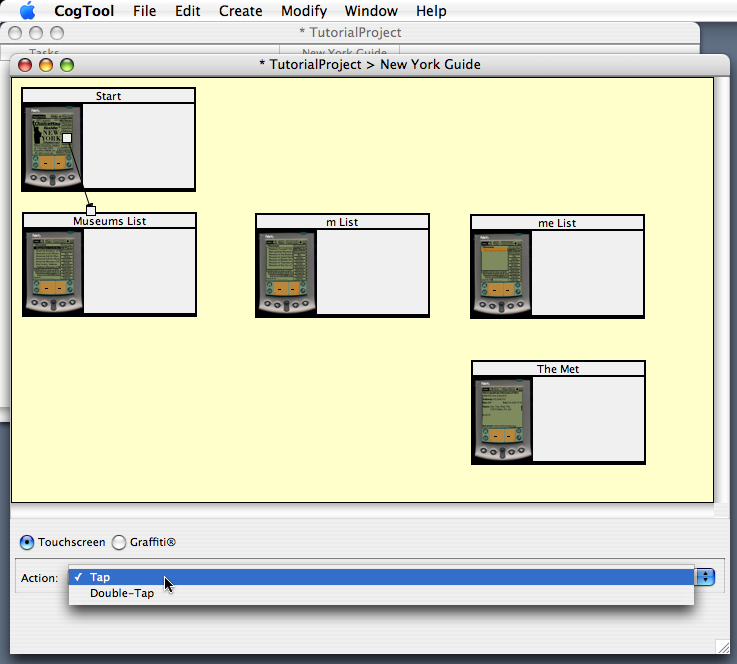 CogTool File Edit Create Modify Window Help
* TutorialProject
Tasks New York Guide
* TutorialProject > New York Guide
Start
NEW
YORK
Museums List
m List
me List
The Met
Touchscreen Graffiti®
Action:
✓ Tap
Double-Tap